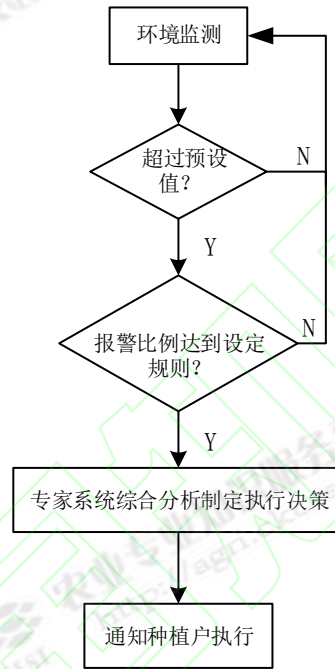 环境监测
超过预设
值？
N
Y
报警比例达到设定
规则？
N
Y
专家系统综合分析制定执行决策
通知种植户执行